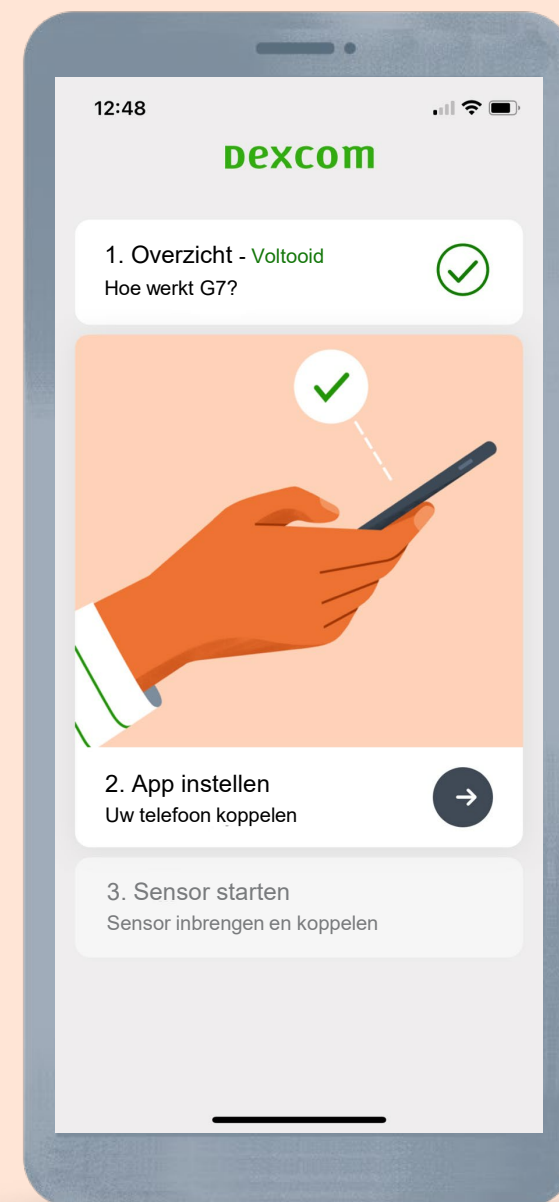 12:48
Dexcom
1. Overzicht - Voltooid
Hoe werkt G7?
2. App instellen
Uw telefoon koppelen
3. Sensor starten
Sensor inbrengen en koppelen